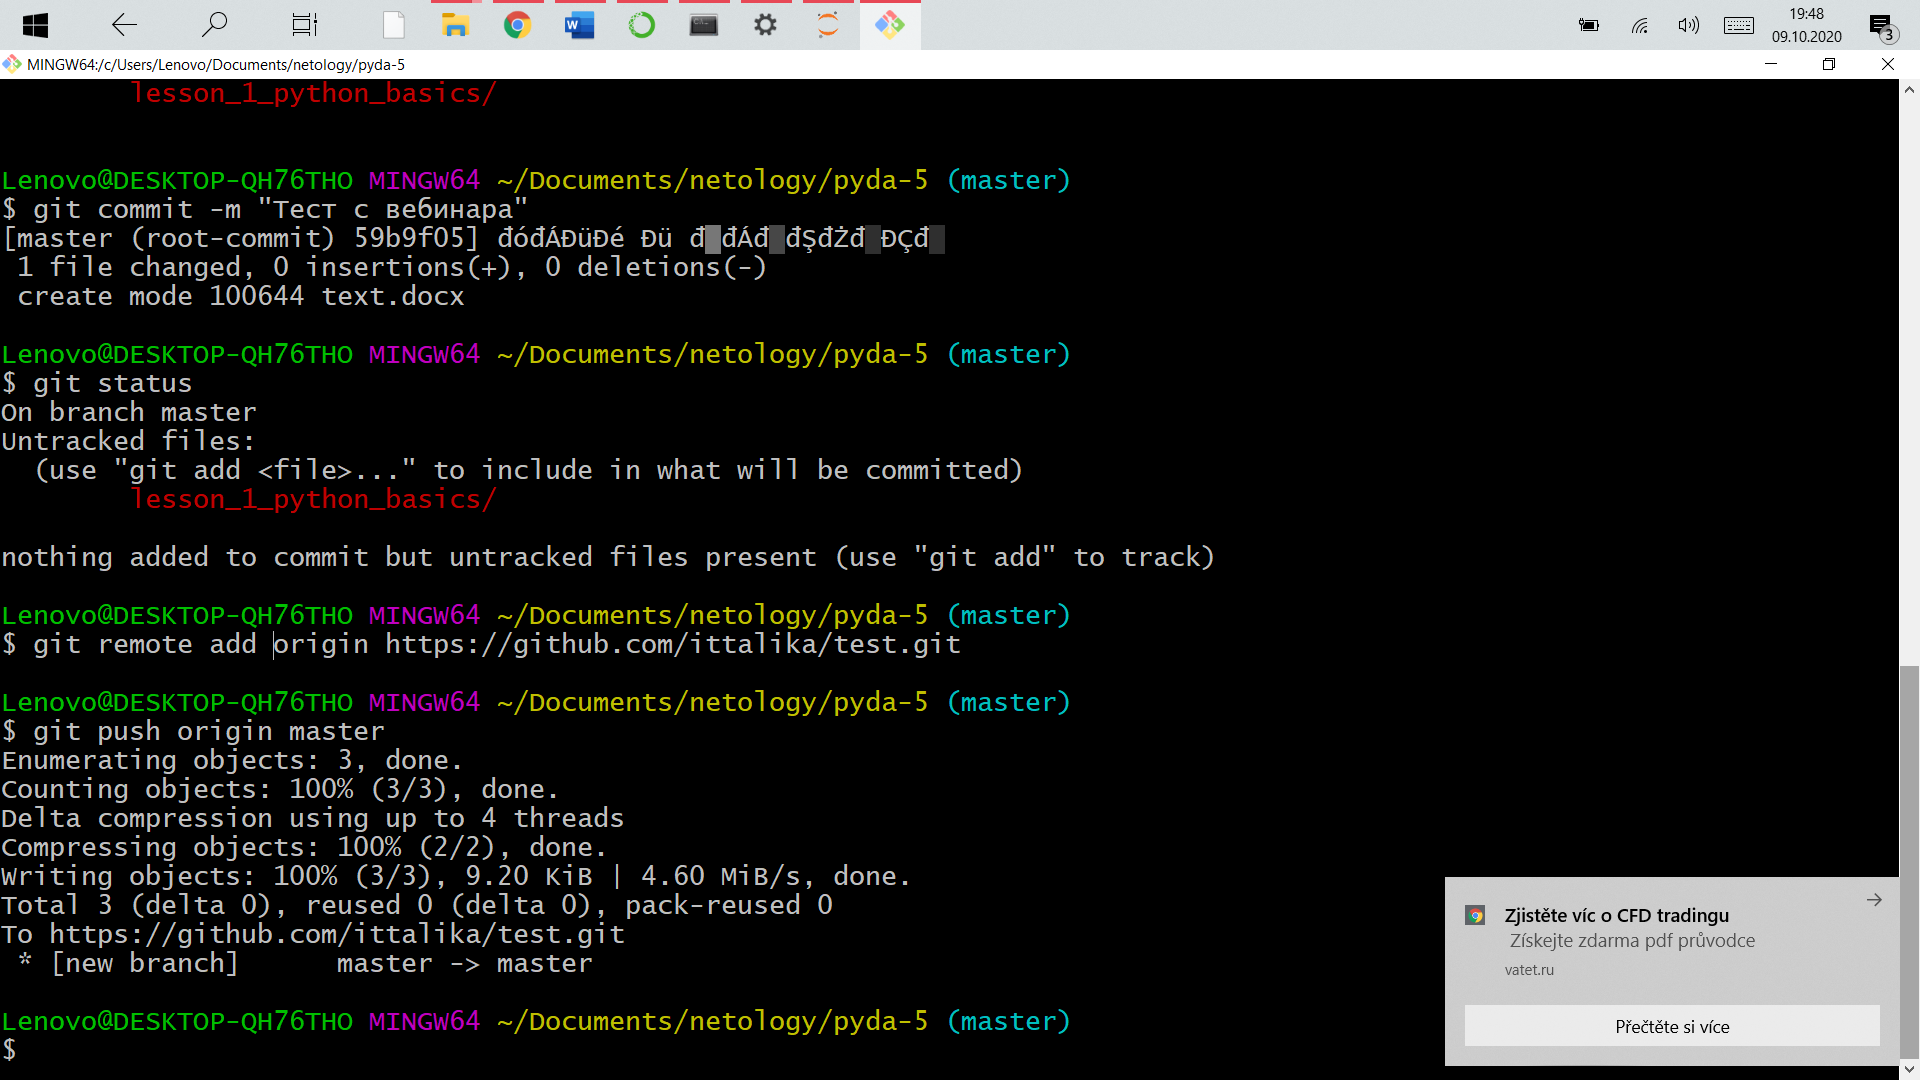 19:48
09.10.2020
3
MINGW64:/c/Users/Lenovo/Documents/netology/pyda-5
lesson_1_python_basics/
Lenovo@DESKTOP-QH76THO MINGW64 ~/Documents/netology/pyda-5 (master)
$ git commit -m "Тест с вебинара"
[master (root-commit) 59b9f05]
1 file changed, 0 insertions(+), 0 deletions(-)
create mode 100644 text.docx
Lenovo@DESKTOP-QH76THO MINGW64 ~/Documents/netology/pyda-5 (master)
$ git status
On branch master
Untracked files:
(use "git add <file>..." to include in what will be committed)
lesson_1_python_basics/
nothing added to commit but untracked files present (use "git add" to track)
Lenovo@DESKTOP-QH76THO MINGW64 ~/Documents/netology/pyda-5 (master)
$ git remote add origin https://github.com/ittalika/test.git
Lenovo@DESKTOP-QH76THO MINGW64 ~/Documents/netology/pyda-5 (master)
$ git push origin master
Enumerating objects: 3, done.
Counting objects: 100% (3/3), done.
Delta compression using up to 4 threads
Compressing objects: 100% (2/2), done.
Writing objects: 100% (3/3), 9.20 KiB | 4.60 MiB/s, done.
Total 3 (delta 0), reused 0 (delta 0), pack-reused 0
To https://github.com/ittalika/test.git
* [new branch] master -> master
Lenovo@DESKTOP-QH76THO MINGW64 ~/Documents/netology/pyda-5 (master)
$
Zjistěte víc o CFD tradingu
Získejte zdarma pdf průvodce
vatet.ru
Přečtěte si více